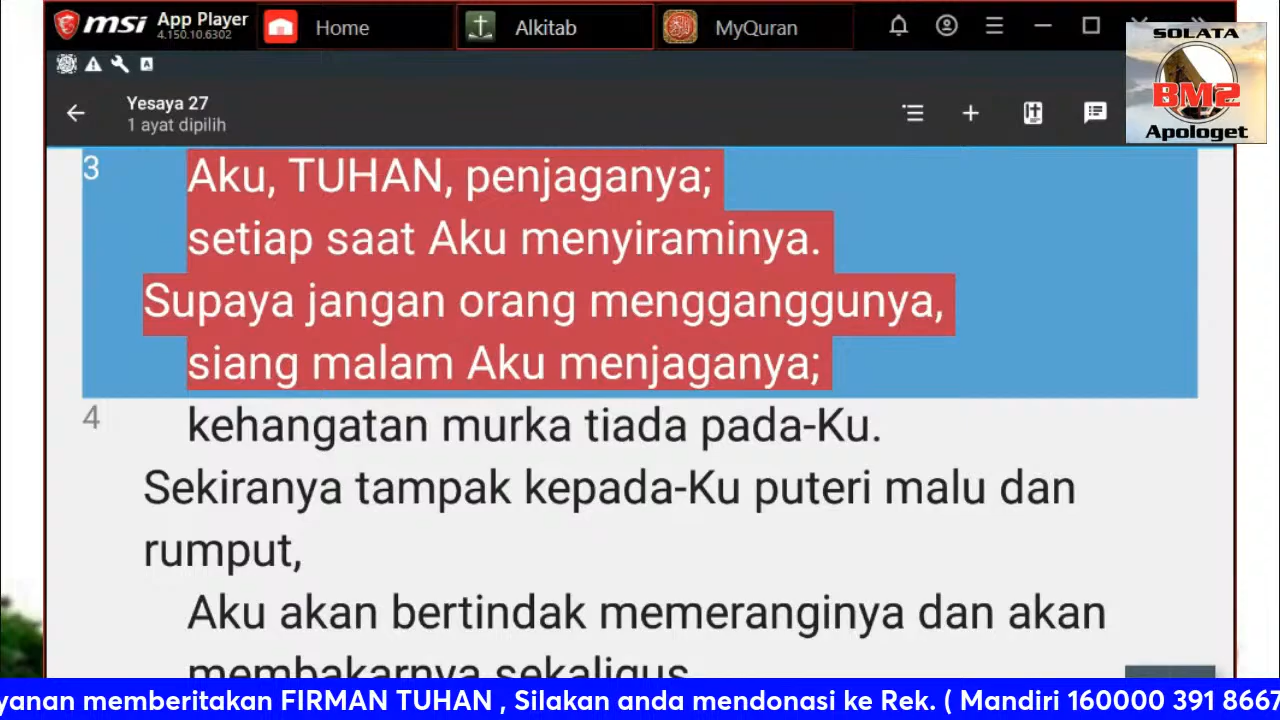 msi App Player
4.150.10.6302
Home
Alkitab
MyQuran
SOLATA
BM2
Apologet
Yesaya 27
1 ayat dipilih
3 Aku, TUHAN, penjaganya;
setiap saat Aku menyiraminya.
Supaya jangan orang mengganggunya,
siang malam Aku menjaganya;
4 kehangatan murka tiada pada-Ku.
Sekiranya tampak kepada-Ku puteri malu dan
rumput,
Aku akan bertindak memeranginya dan akan
membakarnya sekaligus
yanan memberitakan FIRMAN TUHAN , Silakan anda mendonasi ke Rek. ( Mandiri 160000 391 8667